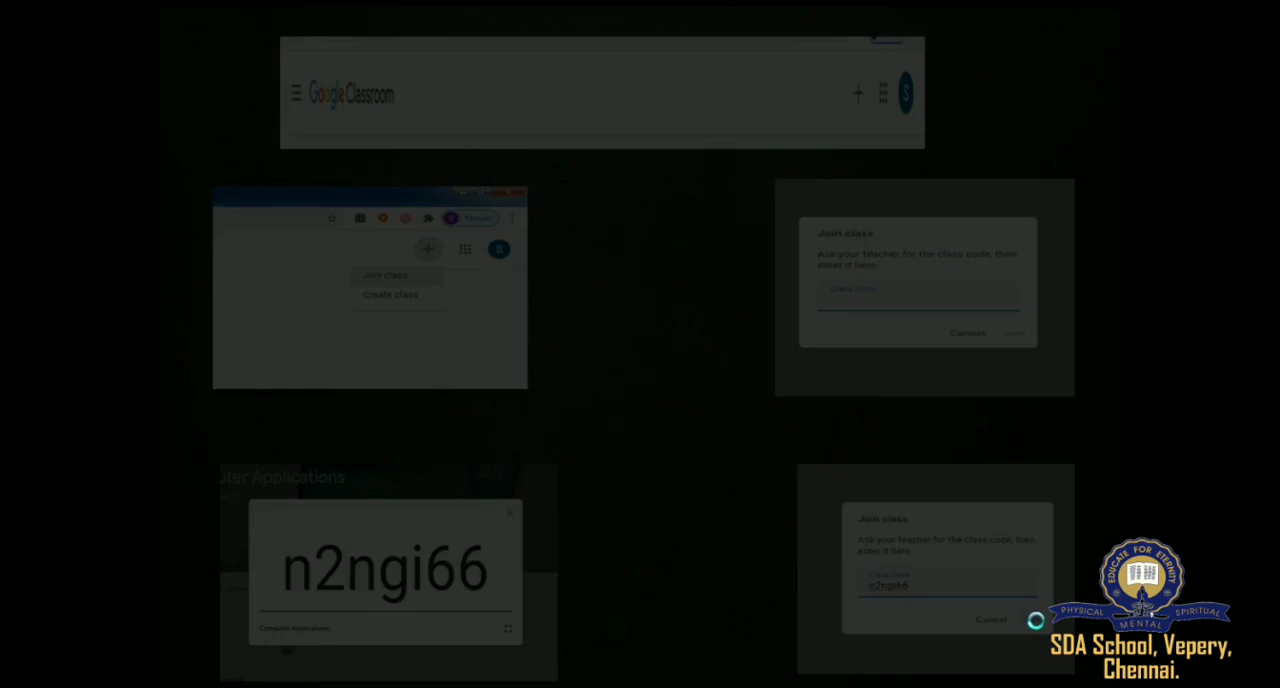 Google Classroom
S
Reload
S
Join class
Create class
Join class
Ask your teacher for the class code, then
enter it here.
Class code
Cancel
Join
uter Applications
n2ngi66
Computer Applications
Join class
Ask your teacher for the class code, then
enter it here.
Class code
n2ngi66
Cancel
EDUCATE FOR ETERNITY
PHYSICAL
MENTAL
SPIRITUAL
SDA School, Vepery,
Chennai.